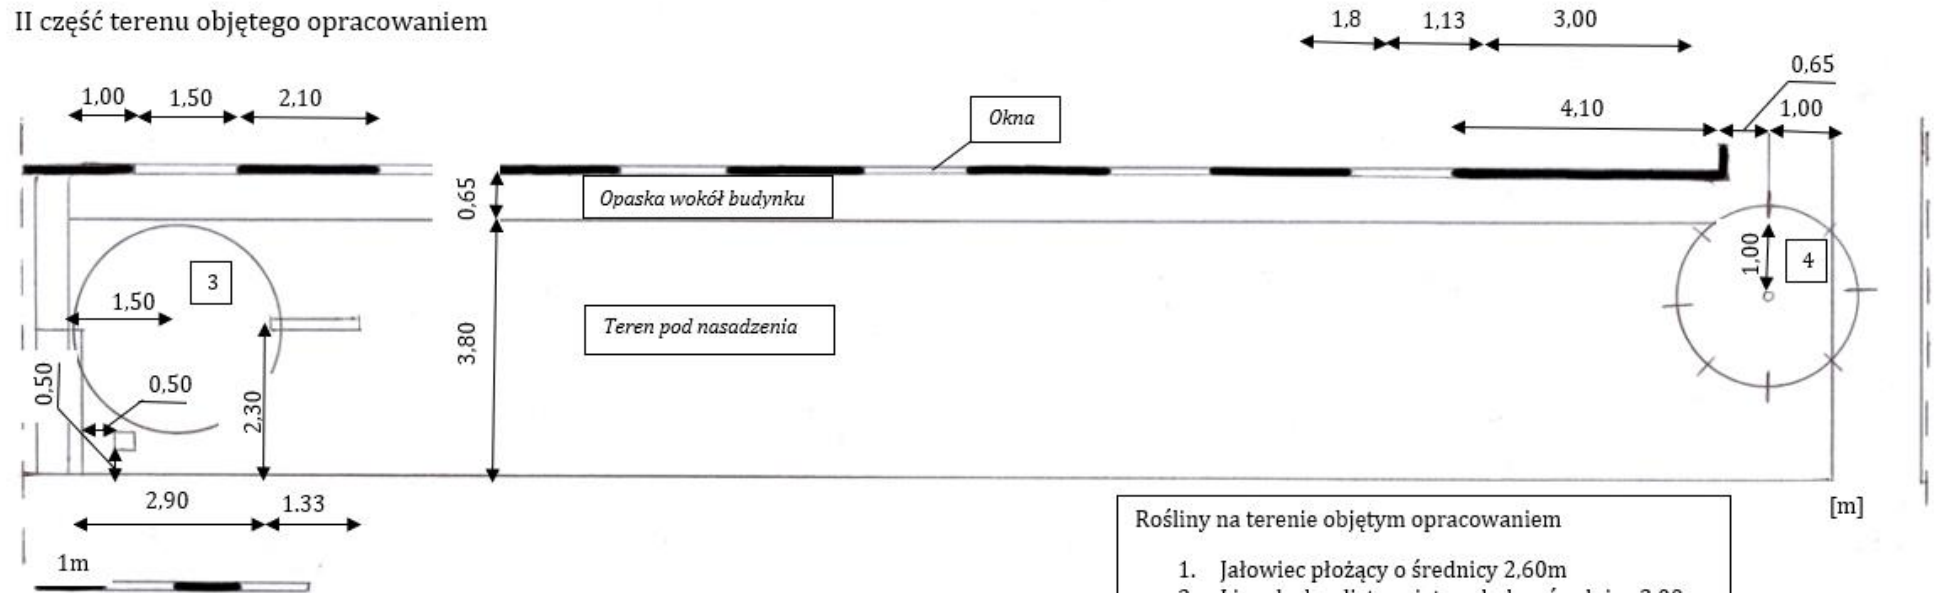 II część terenu objętego opracowaniem
1,8 1,13 3,00
0,65
1,00 1,50 2,10
4,10 1,00
Okna
0,65
Opaska wokół budynku
3
1,00
4
1,50
Teren pod nasadzenia
3,80
0,50
0,50
2,30
2,90 1.33
[m]
Rośliny na terenie objętym opracowaniem
1m
1. Jałowiec płożący o średnicy 2,60m